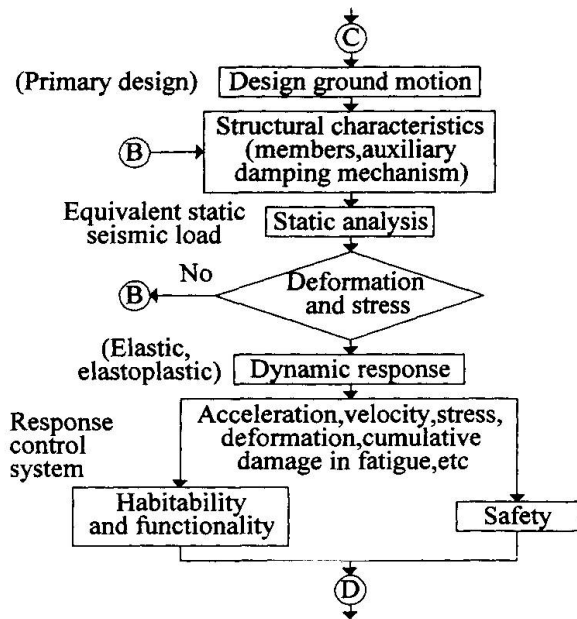 C
(Primary design)
Design ground motion
Structural characteristics
(members,auxiliary
damping mechanism)
B
Equivalent static
seismic load
Static analysis
No
B
Deformation
and stress
(Elastic,
elastoplastic)
Dynamic response
Response
control
system
Acceleration,velocity,stress,
deformation,cumulative
damage in fatigue,etc
Habitability
and functionality
Safety
D